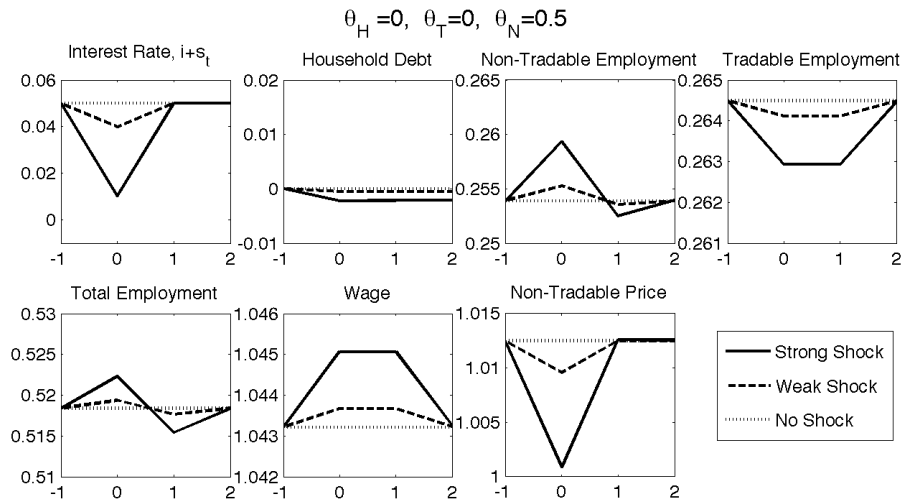 θ_H =0, θ_T=0, θ_N=0.5
Interest Rate, i+s_t
Household Debt
Non-Tradable Employment
Tradable Employment
0.06
0.04
0.02
0
-1 0 1 2
0.02
0.01
0
-0.01
-1 0 1 2
0.265
0.26
0.255
0.25
-1 0 1 2
0.265
0.264
0.263
0.262
0.261
-1 0 1 2
Total Employment
Wage
Non-Tradable Price
0.53
0.525
0.52
0.515
0.51
-1 0 1 2
1.046
1.045
1.044
1.043
1.042
-1 0 1 2
1.015
1.01
1.005
1
-1 0 1 2
Strong Shock
Weak Shock
No Shock